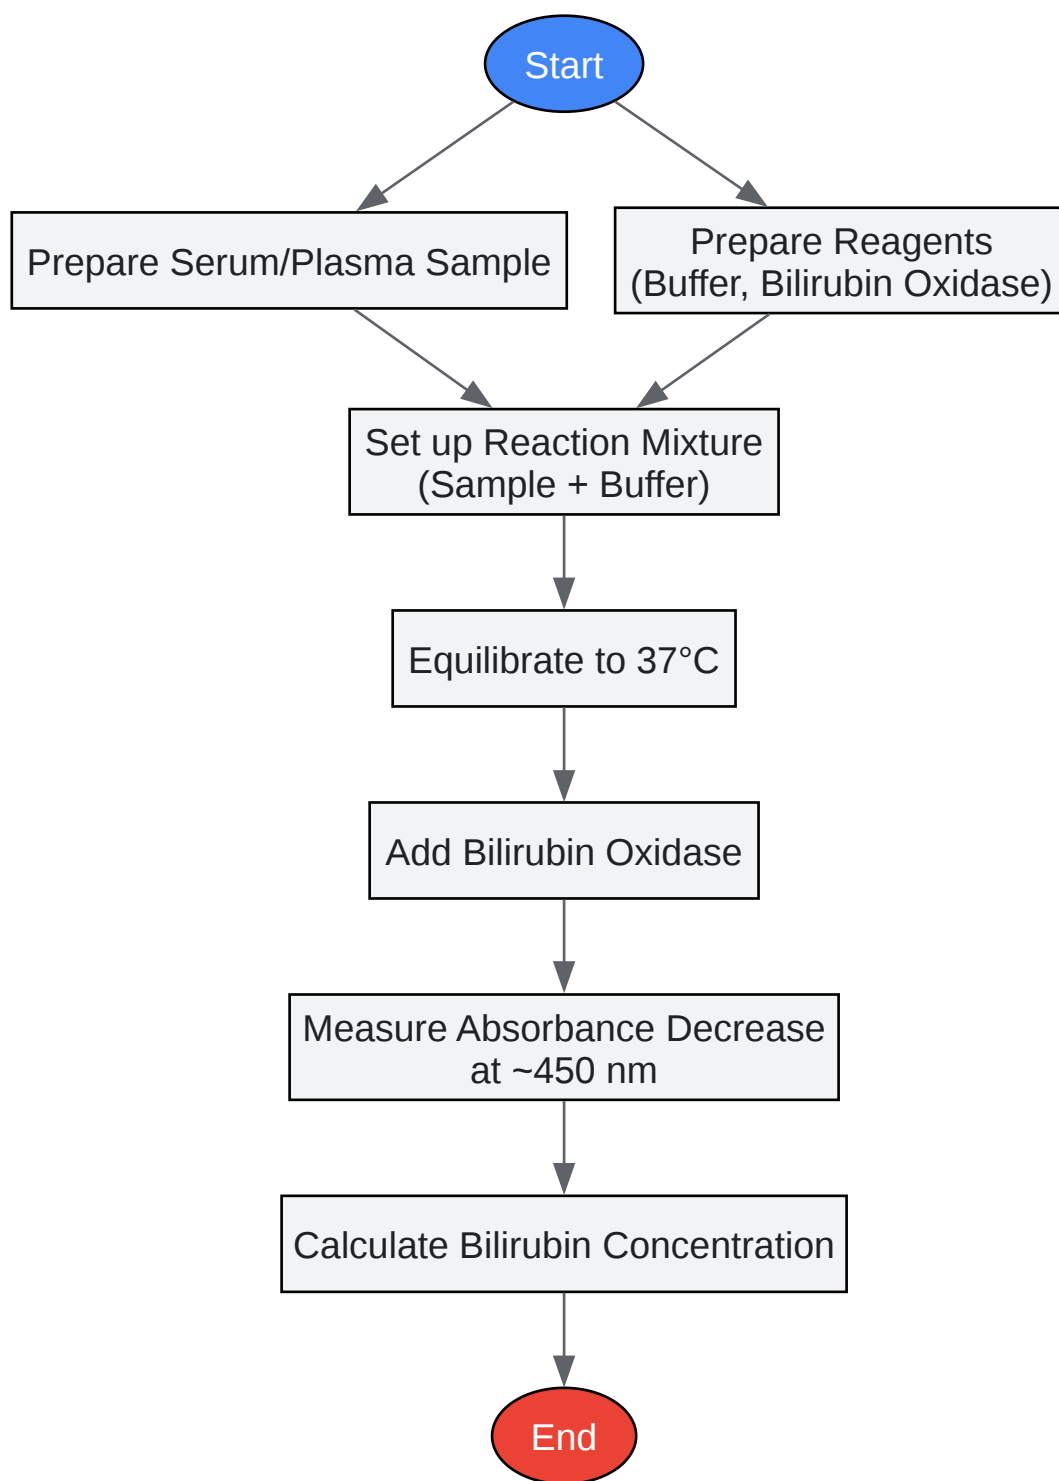 Start
Prepare Serum/Plasma Sample
Prepare Reagents
(Buffer, Bilirubin Oxidase)
Set up Reaction Mixture
(Sample + Buffer)
Equilibrate to 37°C
Add Bilirubin Oxidase
Measure Absorbance Decrease
at ~450 nm
Calculate Bilirubin Concentration
End